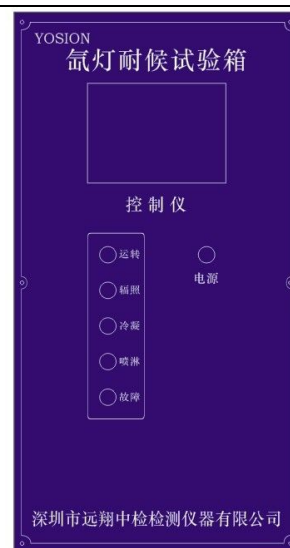 YOSION
氙灯耐候试验箱
控制仪
运转
电源
辐照
冷凝
喷淋
故障
深圳市远翔中检检测仪器有限公司